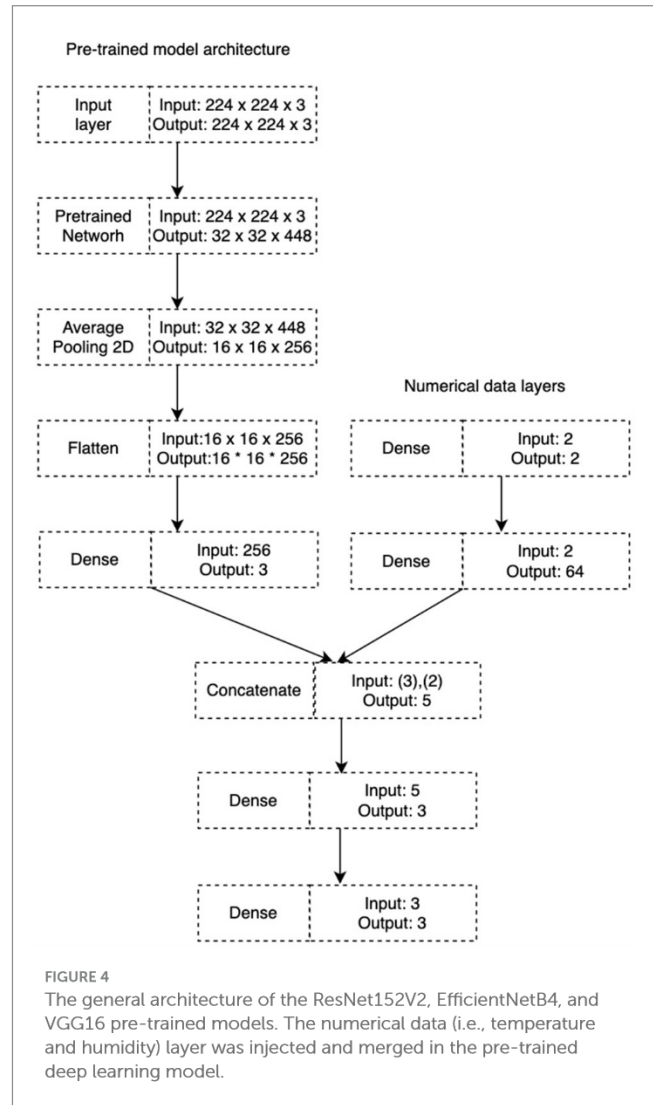 Pre-trained model architecture
Input layer
Input: 224 x 224 x 3
Output: 224 x 224 x 3
Pretrained Networh
Input: 224 x 224 x 3
Output: 32 x 32 x 448
Average Pooling 2D
Input: 32 x 32 x 448
Output: 16 x 16 x 256
Numerical data layers
Flatten
Input:16 x 16 x 256
Output:16 * 16 * 256
Dense
Input: 2
Output: 2
Dense
Input: 256
Output: 3
Dense
Input: 2
Output: 64
Concatenate
Input: (3),(2)
Output: 5
Dense
Input: 5
Output: 3
Dense
Input: 3
Output: 3
FIGURE 4
The general architecture of the ResNet152V2, EfficientNetB4, and
VGG16 pre-trained models. The numerical data (i.e., temperature
and humidity) layer was injected and merged in the pre-trained
deep learning model.